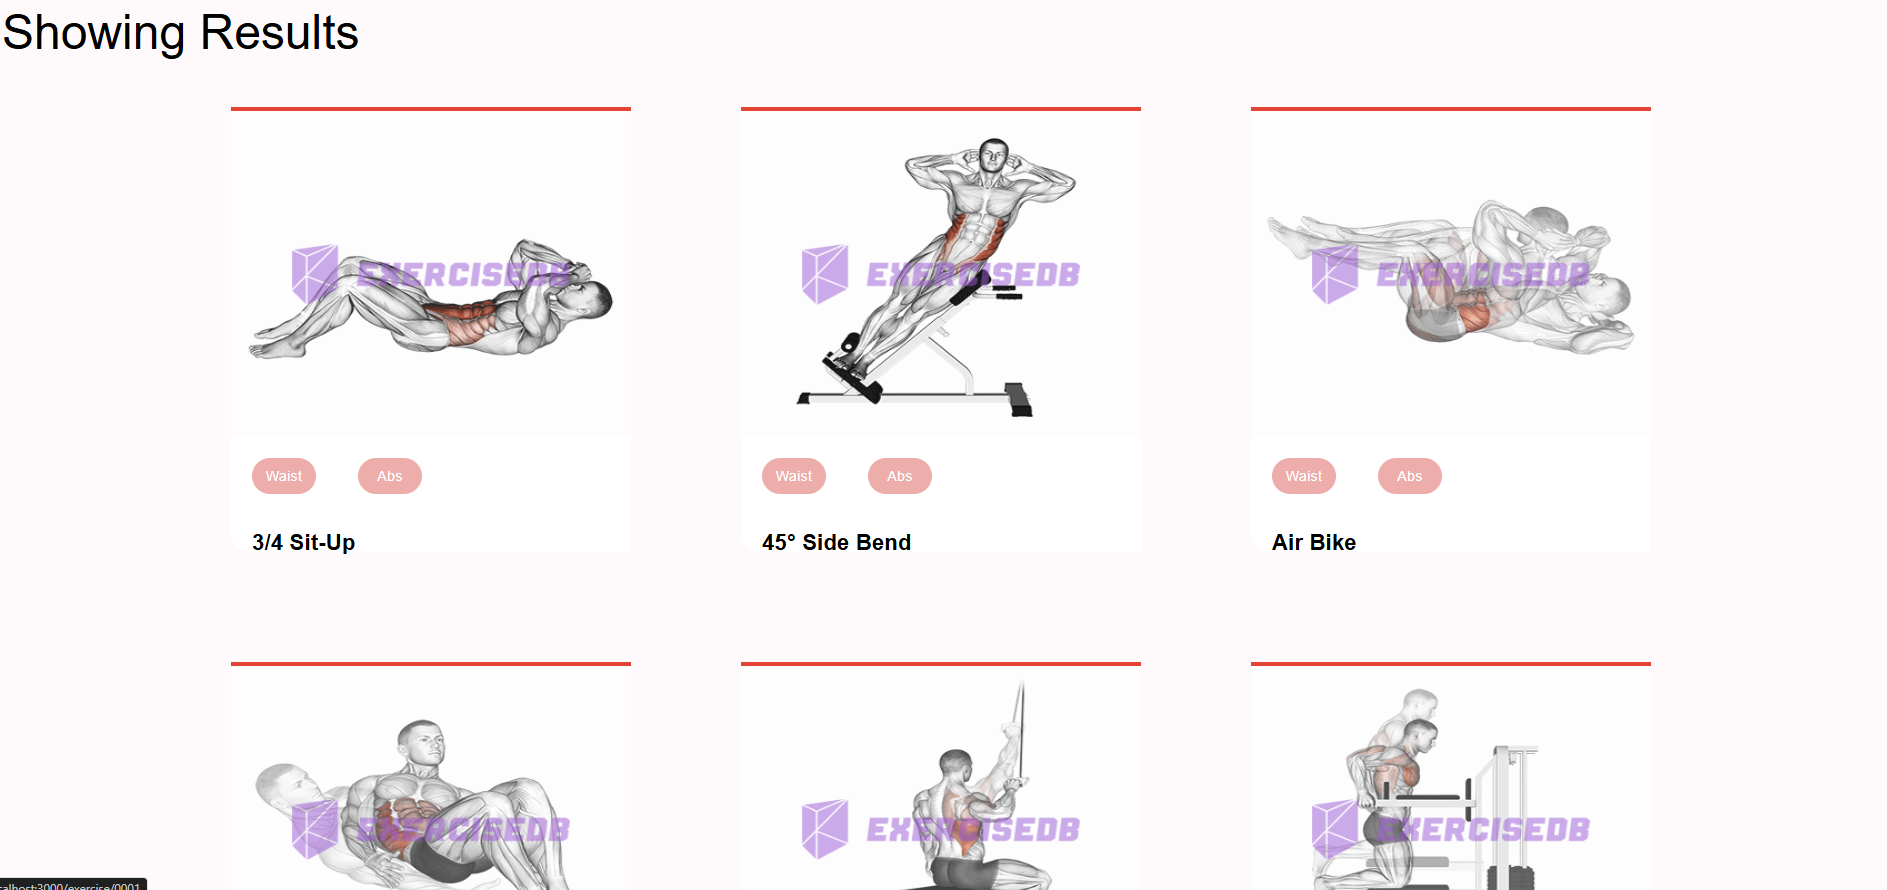 Showing Results
EXERCISEDB
EXERCISEDB
EXERCISEDB
Waist
Abs
Waist
Abs
Waist
Abs
3/4 Sit-Up
45° Side Bend
Air Bike
EXERCISEDB
EXERCISEDB
EXERCISEDB
alhost:3000/exercise/0001